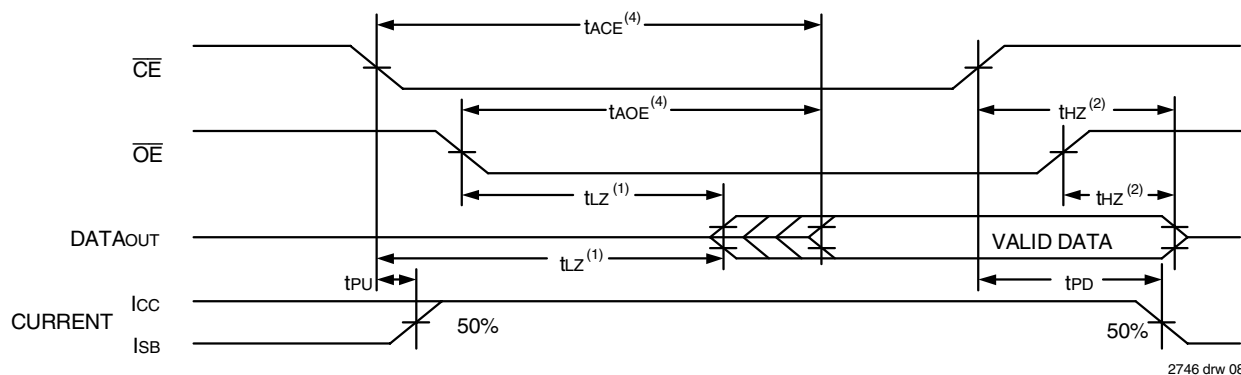 tACE(4)
CE
tAOE(4)
tHZ(2)
OE
tLZ(1)
tHZ(2)
DATAOUT
VALID DATA
tLZ(1)
tPU
tPD
ICC
CURRENT
50%
50%
ISB
2746 drw 08